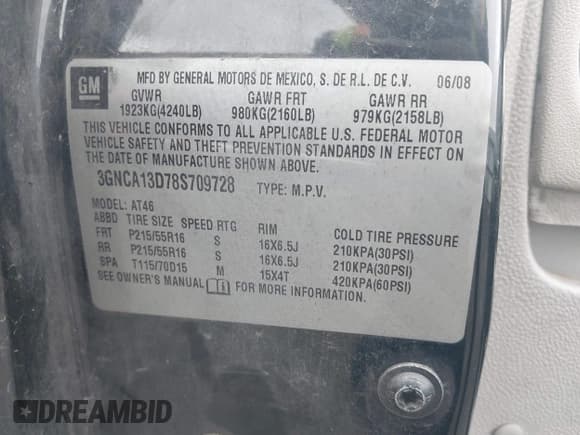 GM
MFD BY GENERAL MOTORS DE MEXICO, S. DE R.L. DE C.V. 06/08
GVWR GAWR FRT GAWR RR
1923KG(4240LB) 980KG(2160LB) 979KG(2158LB)
THIS VEHICLE CONFORMS TO ALL APPLICABLE U.S. FEDERAL MOTOR
VEHICLE SAFETY AND THEFT PREVENTION STANDARDS IN EFFECT ON
THE DATE OF MANUFACTURE SHOWN ABOVE.
3GNCA13D78S709728 TYPE: M.P.V.
MODEL: AT46
ABBD TIRE SIZE SPEED RTG RIM COLD TIRE PRESSURE
FRT P215/55R16 S 16X6.5J 210KPA(30PSI)
RR P215/55R16 S 16X6.5J 210KPA(30PSI)
SPA T115/70D15 M 15X4T 420KPA(60PSI)
SEE OWNER'S MANUAL FOR MORE INFORMATION.
DREAMBID